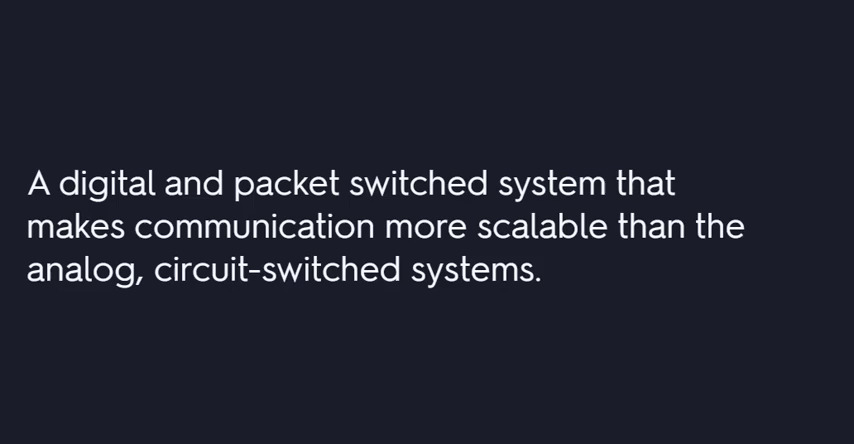 A digital and packet switched system that
makes communication more scalable than the
analog, circuit-switched systems.